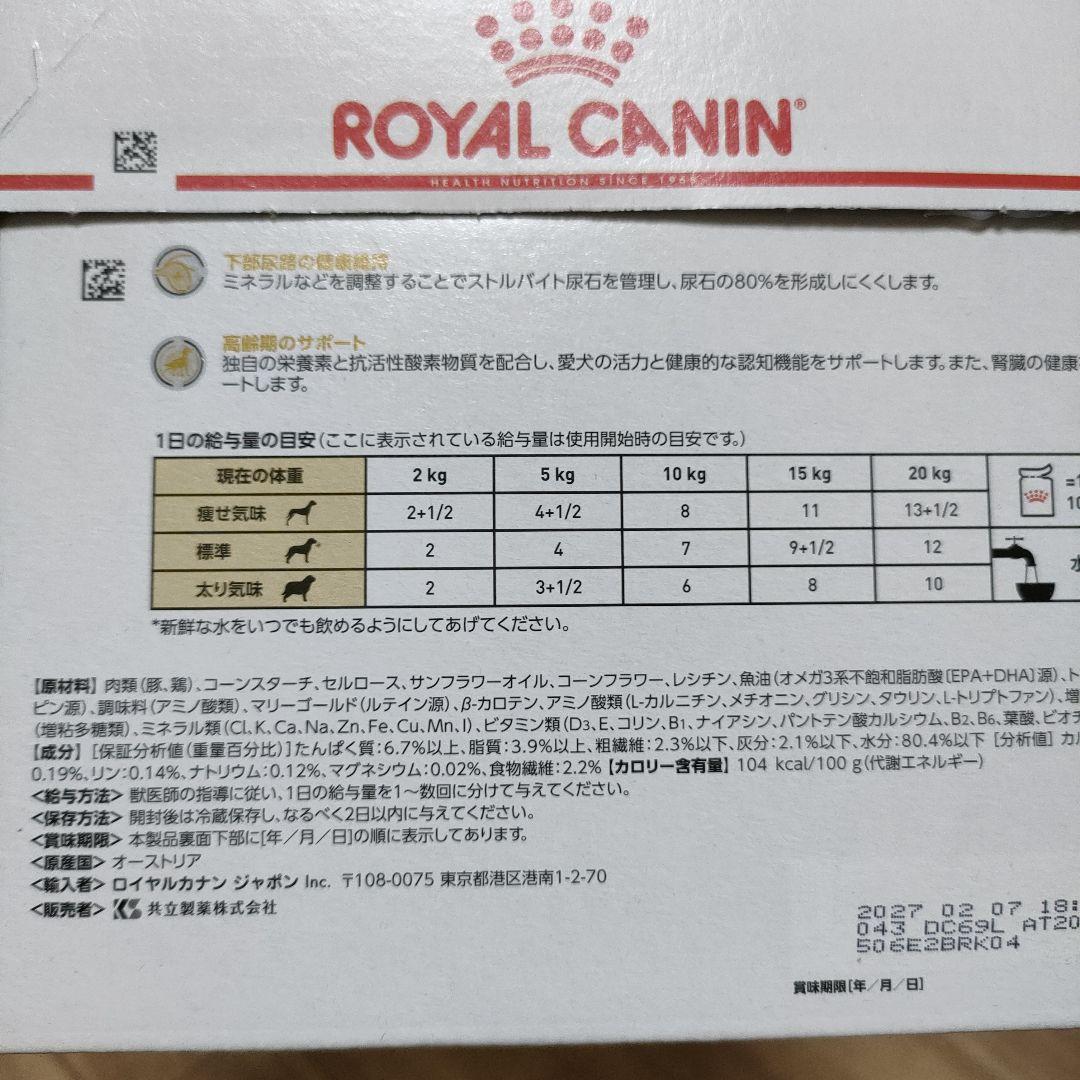 ROYAL CANIN®
HEALTH NUTRITION SINCE 1968
下部尿路の健康維持
ミネラルなどを調整することでストルバイト尿石を管理し、尿石の80%を形成しにくくします。
高齢期のサポート
独自の栄養素と抗活性酸素物質を配合し、愛犬の活力と健康的な認知機能をサポートします。また、腎臓の健康
ートします。
1日の給与量の目安(ここに表示されている給与量は使用開始時の目安です。)
現在の体重 2 kg 5 kg 10 kg 15 kg 20 kg
痩せ気味 2+1/2 4+1/2 8 11 13+1/2
標準 2 4 7 9+1/2 12
太り気味 2 3+1/2 6 8 10
=1
10
水
*新鮮な水をいつでも飲めるようにしてあげてください。
【原材料】肉類(豚、鶏)、コーンスターチ、セルロース、サンフラワーオイル、コーンフラワー、レシチン、魚油(オメガ3系不飽和脂肪酸〔EPA+DHA〕源)、ト
ピン源)、調味料(アミノ酸類)、マリーゴールド(ルテイン源)、β-カロテン、アミノ酸類(L-カルニチン、メチオニン、グリシン、タウリン、L-トリプトファン)、増
(増粘多糖類)、ミネラル類(Cl、K、Ca、Na、Zn、Fe、Cu、Mn、I)、ビタミン類(D3、E、コリン、B1、ナイアシン、パントテン酸カルシウム、B2、B6、葉酸、ビオチ
【成分】[保証分析値(重量百分比)]たんぱく質:6.7%以上、脂質:3.9%以上、粗繊維:2.3%以下、灰分:2.1%以下、水分:80.4%以下 [分析値] カル
0.19%、リン:0.14%、ナトリウム:0.12%、マグネシウム:0.02%、食物繊維:2.2%【カロリー含有量】104 kcal/100 g(代謝エネルギー)
<給与方法> 獣医師の指導に従い、1日の給与量を1～数回に分けて与えてください。
<保存方法> 開封後は冷蔵保存し、なるべく2日以内に与えてください。
<賞味期限> 本製品裏面下部に[年/月/日]の順に表示してあります。
<原産国> オーストリア
<輸入者> ロイヤルカナン ジャポン Inc. 〒108-0075 東京都港区港南1-2-70
<販売者> 共立製薬株式会社
2027 02 07 18:
043 DC69L AT20
506E2BRK04
賞味期限[年/月/日]